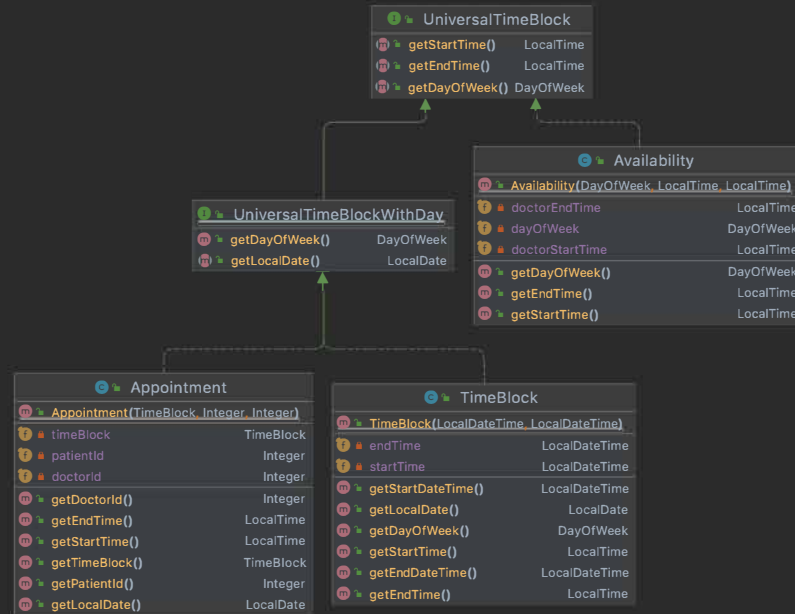 UniversalTimeBlock
getStartTime() LocalTime
getEndTime() LocalTime
getDayOfWeek() DayOfWeek
Availability
Availability(DayOfWeek, LocalTime, LocalTime)
doctorEndTime LocalTime
dayOfWeek DayOfWeek
doctorStartTime LocalTime
getDayOfWeek() DayOfWeek
getEndTime() LocalTime
getStartTime() LocalTime
UniversalTimeBlockWithDay
getDayOfWeek() DayOfWeek
getLocalDate() LocalDate
Appointment
Appointment(TimeBlock, Integer, Integer)
timeBlock TimeBlock
patientId Integer
doctorId Integer
getDoctorId() Integer
getEndTime() LocalTime
getStartTime() LocalTime
getTimeBlock() TimeBlock
getPatientId() Integer
getLocalDate() LocalDate
TimeBlock
TimeBlock(LocalDateTime, LocalDateTime)
endTime LocalDateTime
startTime LocalDateTime
getStartDateTime() LocalDateTime
getLocalDate() LocalDate
getDayOfWeek() DayOfWeek
getStartTime() LocalTime
getEndDateTime() LocalDateTime
getEndTime() LocalTime